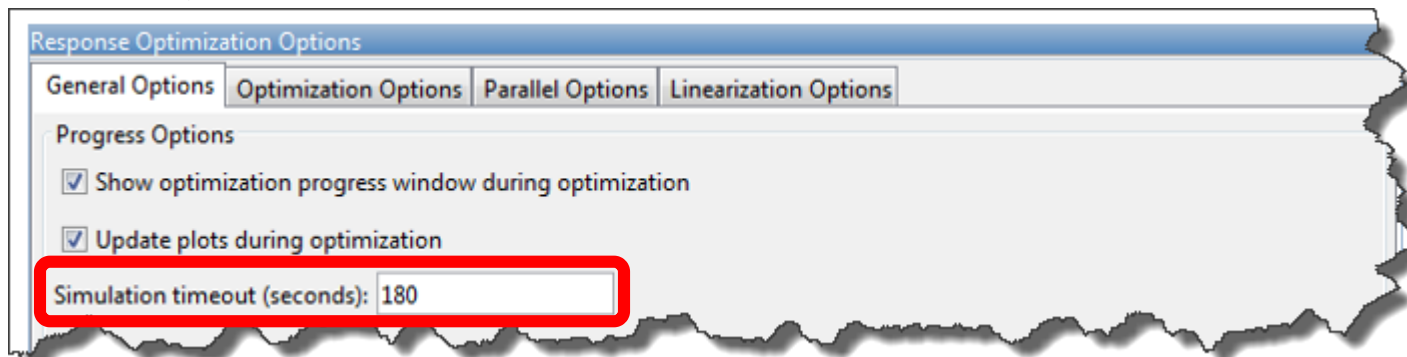 Response Optimization Options
General Options Optimization Options Parallel Options Linearization Options
Progress Options
Show optimization progress window during optimization
Update plots during optimization
Simulation timeout (seconds): 180